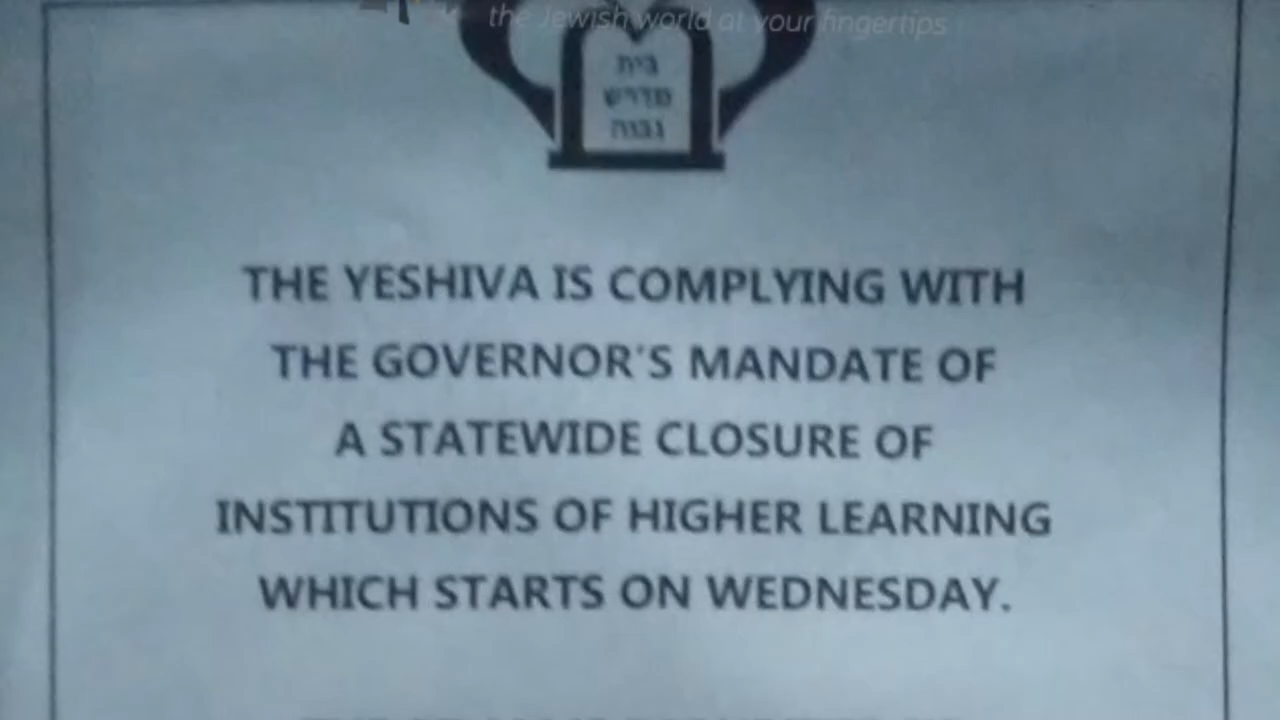 the Jewish world at your fingertips
בית
מדרש
גבוה
THE YESHIVA IS COMPLYING WITH
THE GOVERNOR'S MANDATE OF
A STATEWIDE CLOSURE OF
INSTITUTIONS OF HIGHER LEARNING
WHICH STARTS ON WEDNESDAY.